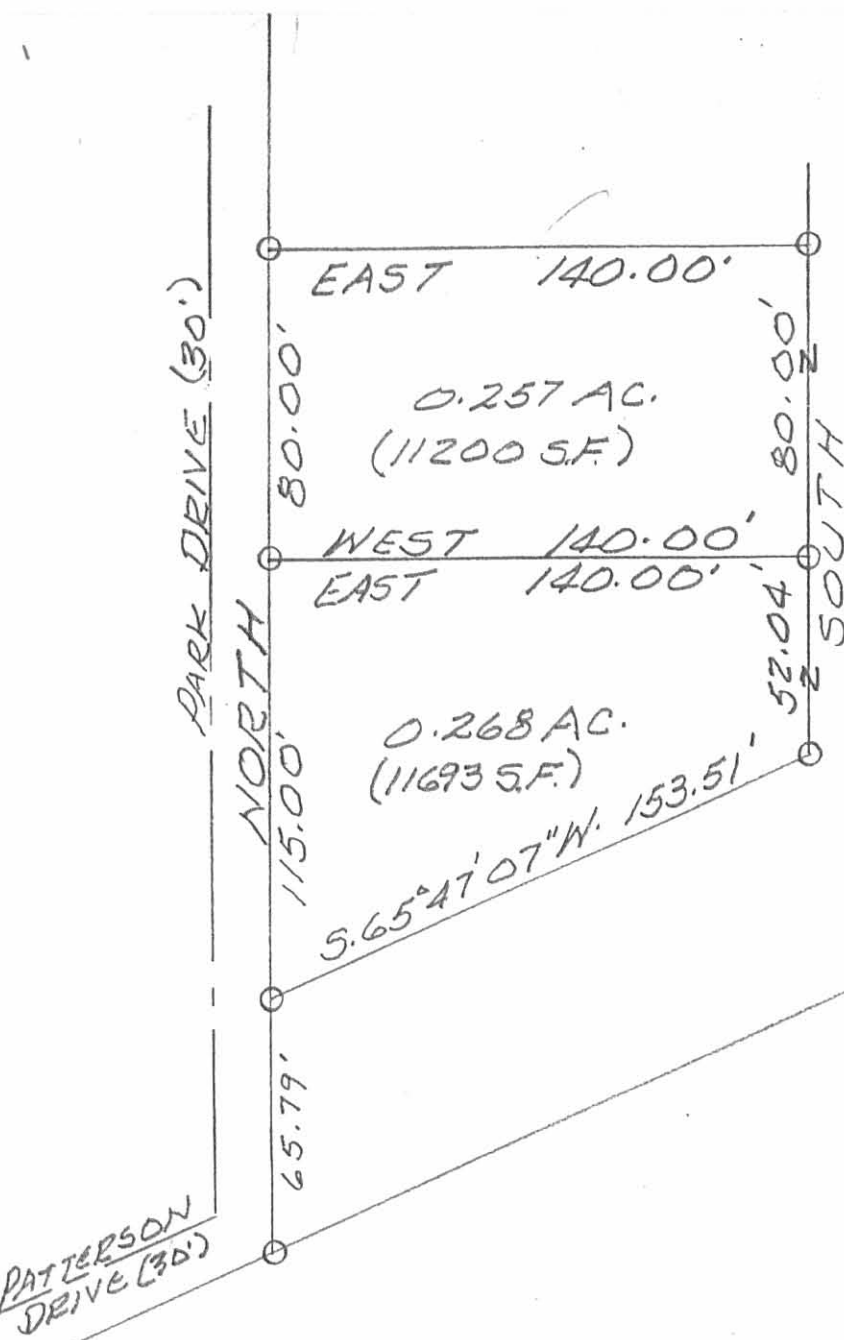 EAST 140.00'
PARK DRIVE (30')
80.00'
80.00'
0.257 AC.
(11200 S.F.)
WEST 140.00'
EAST 140.00'
SOUTH
NORTH
52.04'
0.268 AC.
(11693 S.F.)
115.00'
S.65°47'07"W. 153.51'
65.79'
PATTERSON
DRIVE (30')